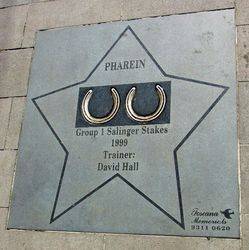 PHAREIN
Group 1 Salinger Stakes
1999
Trainer:
David Hall
Toscana
Memorials
9311 0620